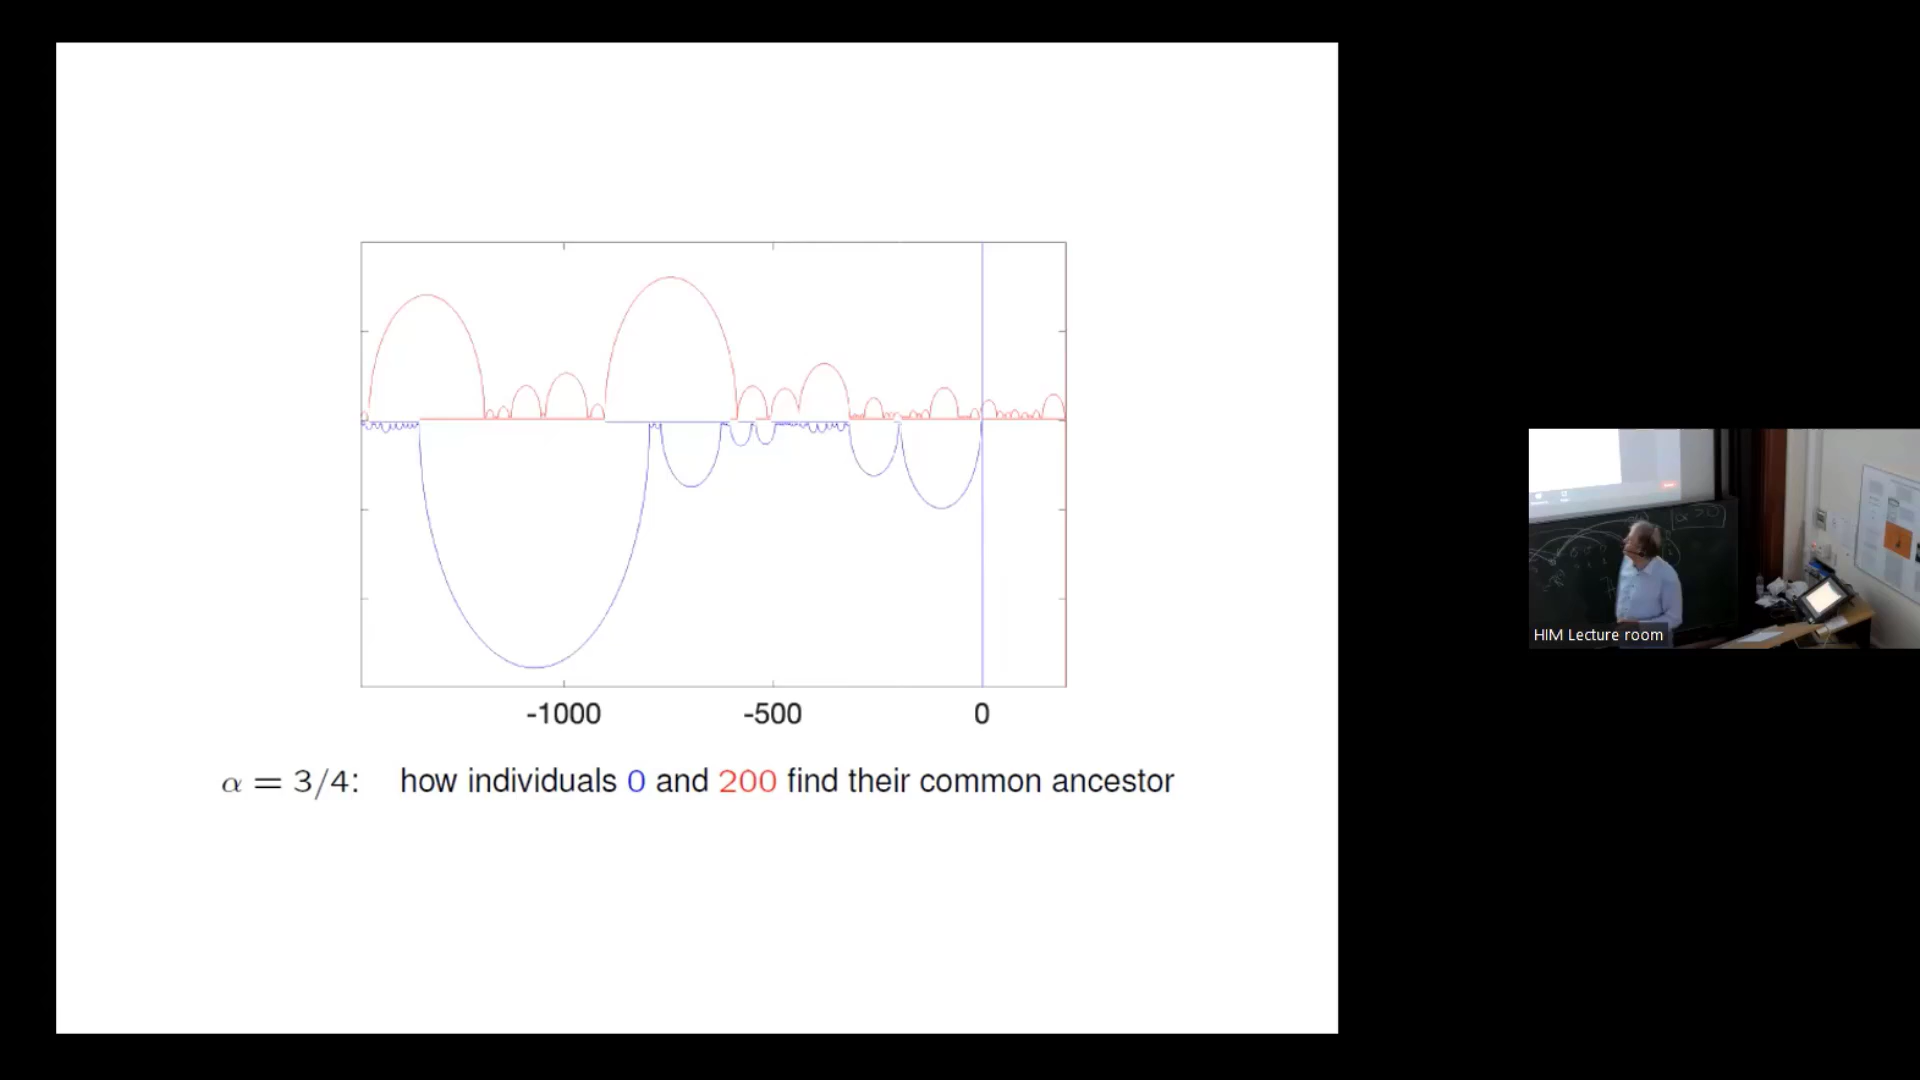 -1000 -500 0
α = 3/4: how individuals 0 and 200 find their common ancestor
HIM Lecture room